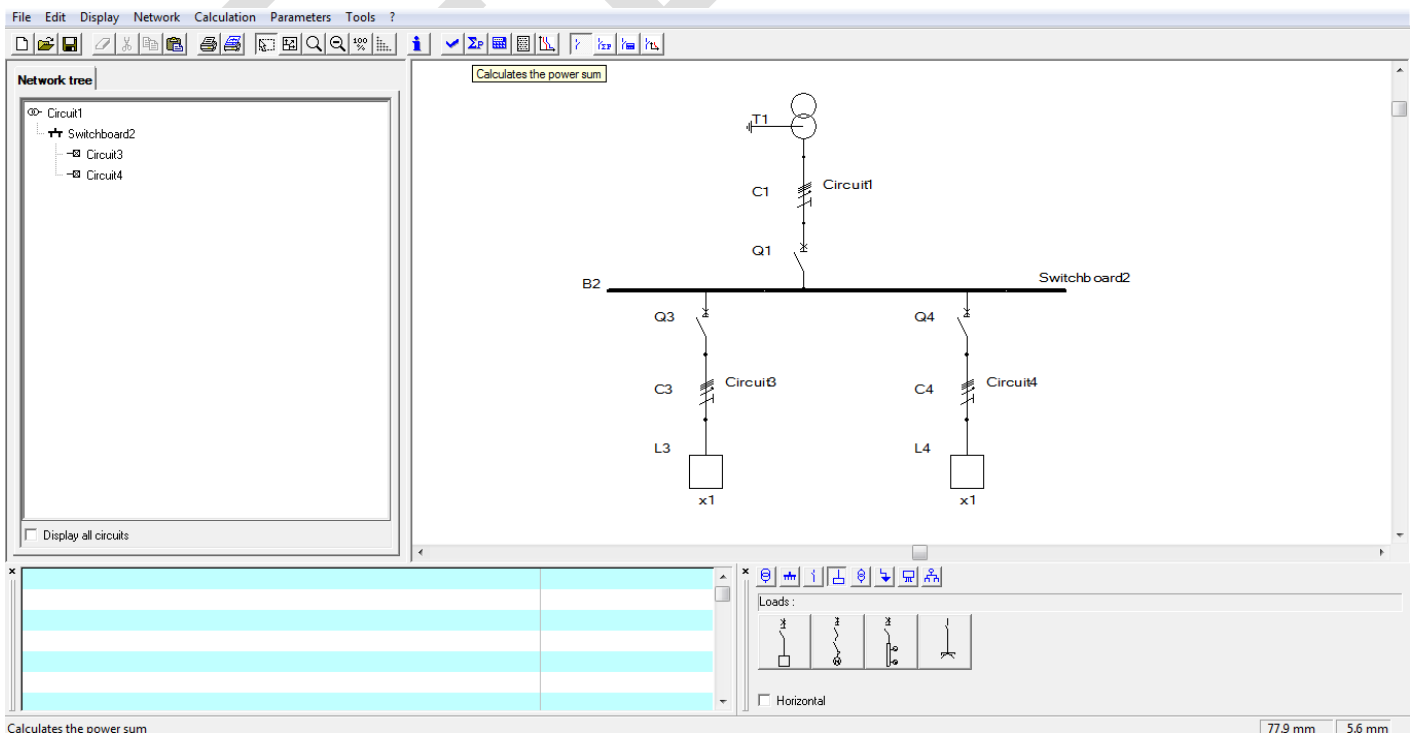 File Edit Display Network Calculation Parameters Tools ?
100 %
ΣP
Calculates the power sum
Network tree
Circuit1
Switchboard2
Circuit3
Circuit4
Display all circuits
T1
C1 Circuit1
Q1
B2 Switchboard2
Q3 Q4
C3 Circuit3 C4 Circuit4
L3 L4
x1 x1
Loads :
Horizontal
Calculates the power sum 77.9 mm 5.6 mm